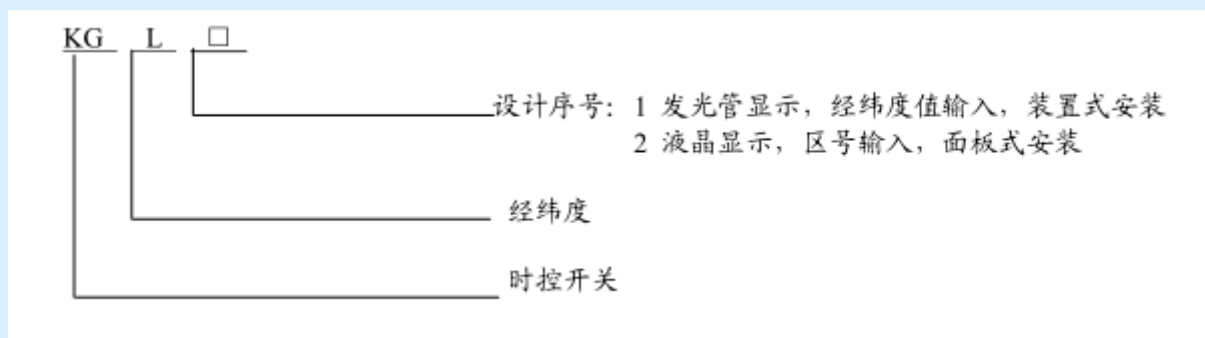 KG L □
设计序号: 1 发光管显示, 经纬度值输入, 装置式安装
2 液晶显示, 区号输入, 面板式安装
经纬度
时控开关